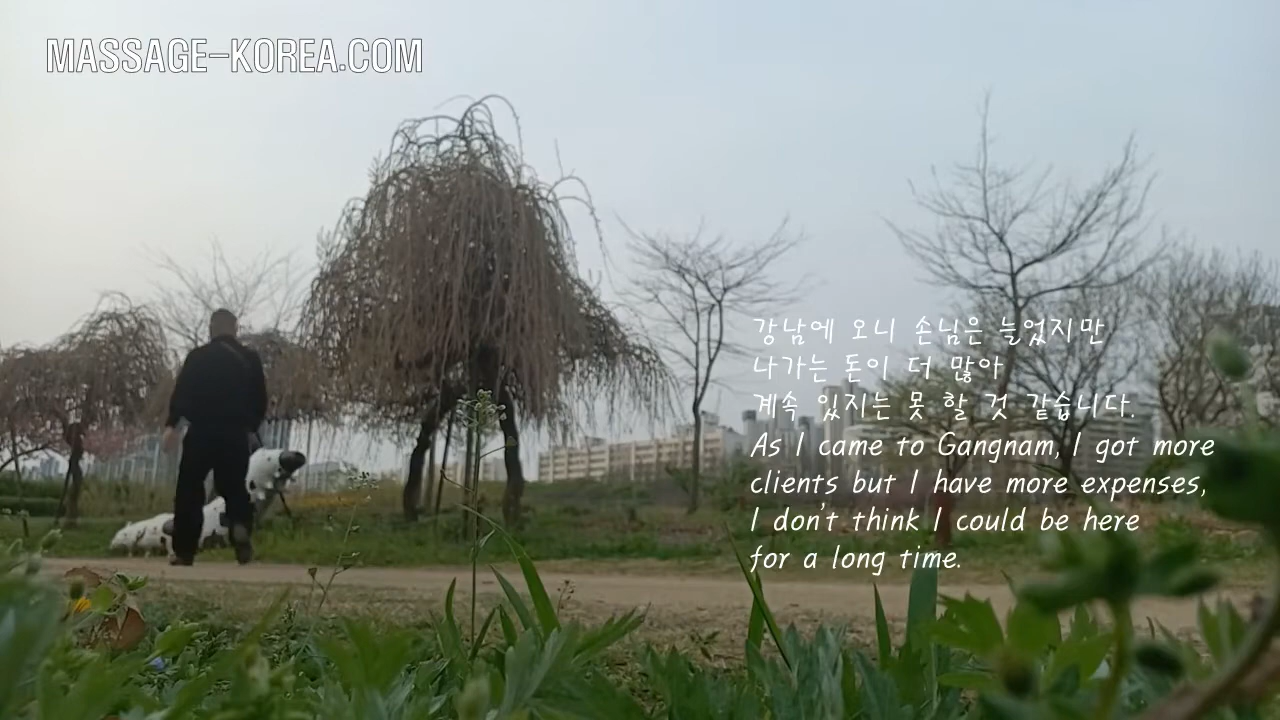 MASSAGE-KOREA.COM
강남에 오니 손님은 늘었지만
나가는 돈이 더 많아
계속 있지는 못 할 것 같습니다.
As I came to Gangnam, I got more
clients but I have more expenses,
I don't think I could be here
for a long time.